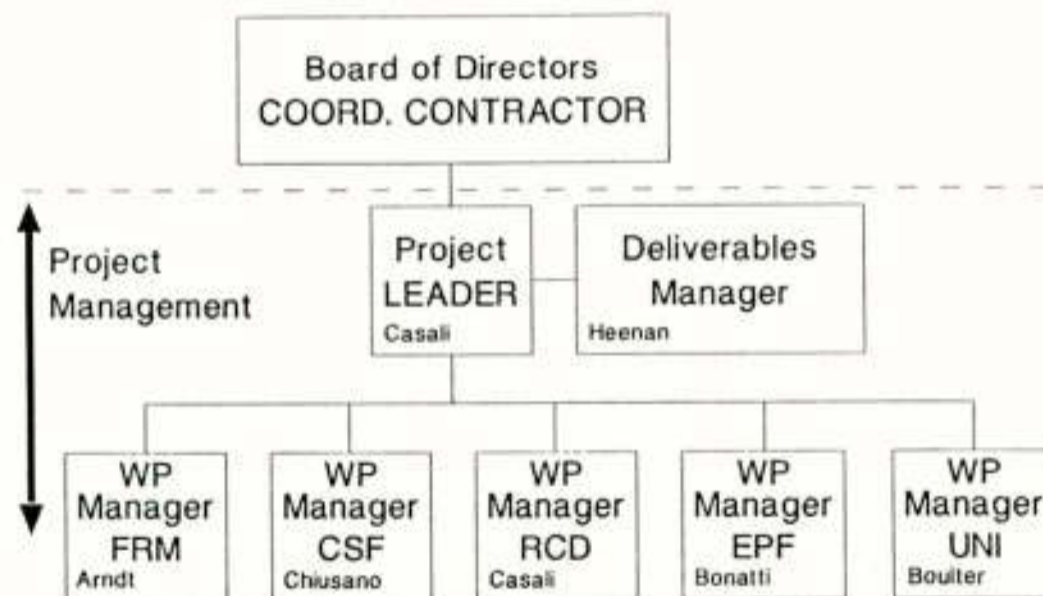 Board of Directors
COORD. CONTRACTOR
Project
Management
Project
LEADER
Casali
Deliverables
Manager
Heenan
WP
Manager
FRM
Arndt
WP
Manager
CSF
Chiusano
WP
Manager
RCD
Casali
WP
Manager
EPF
Bonatti
WP
Manager
UNI
Boulter